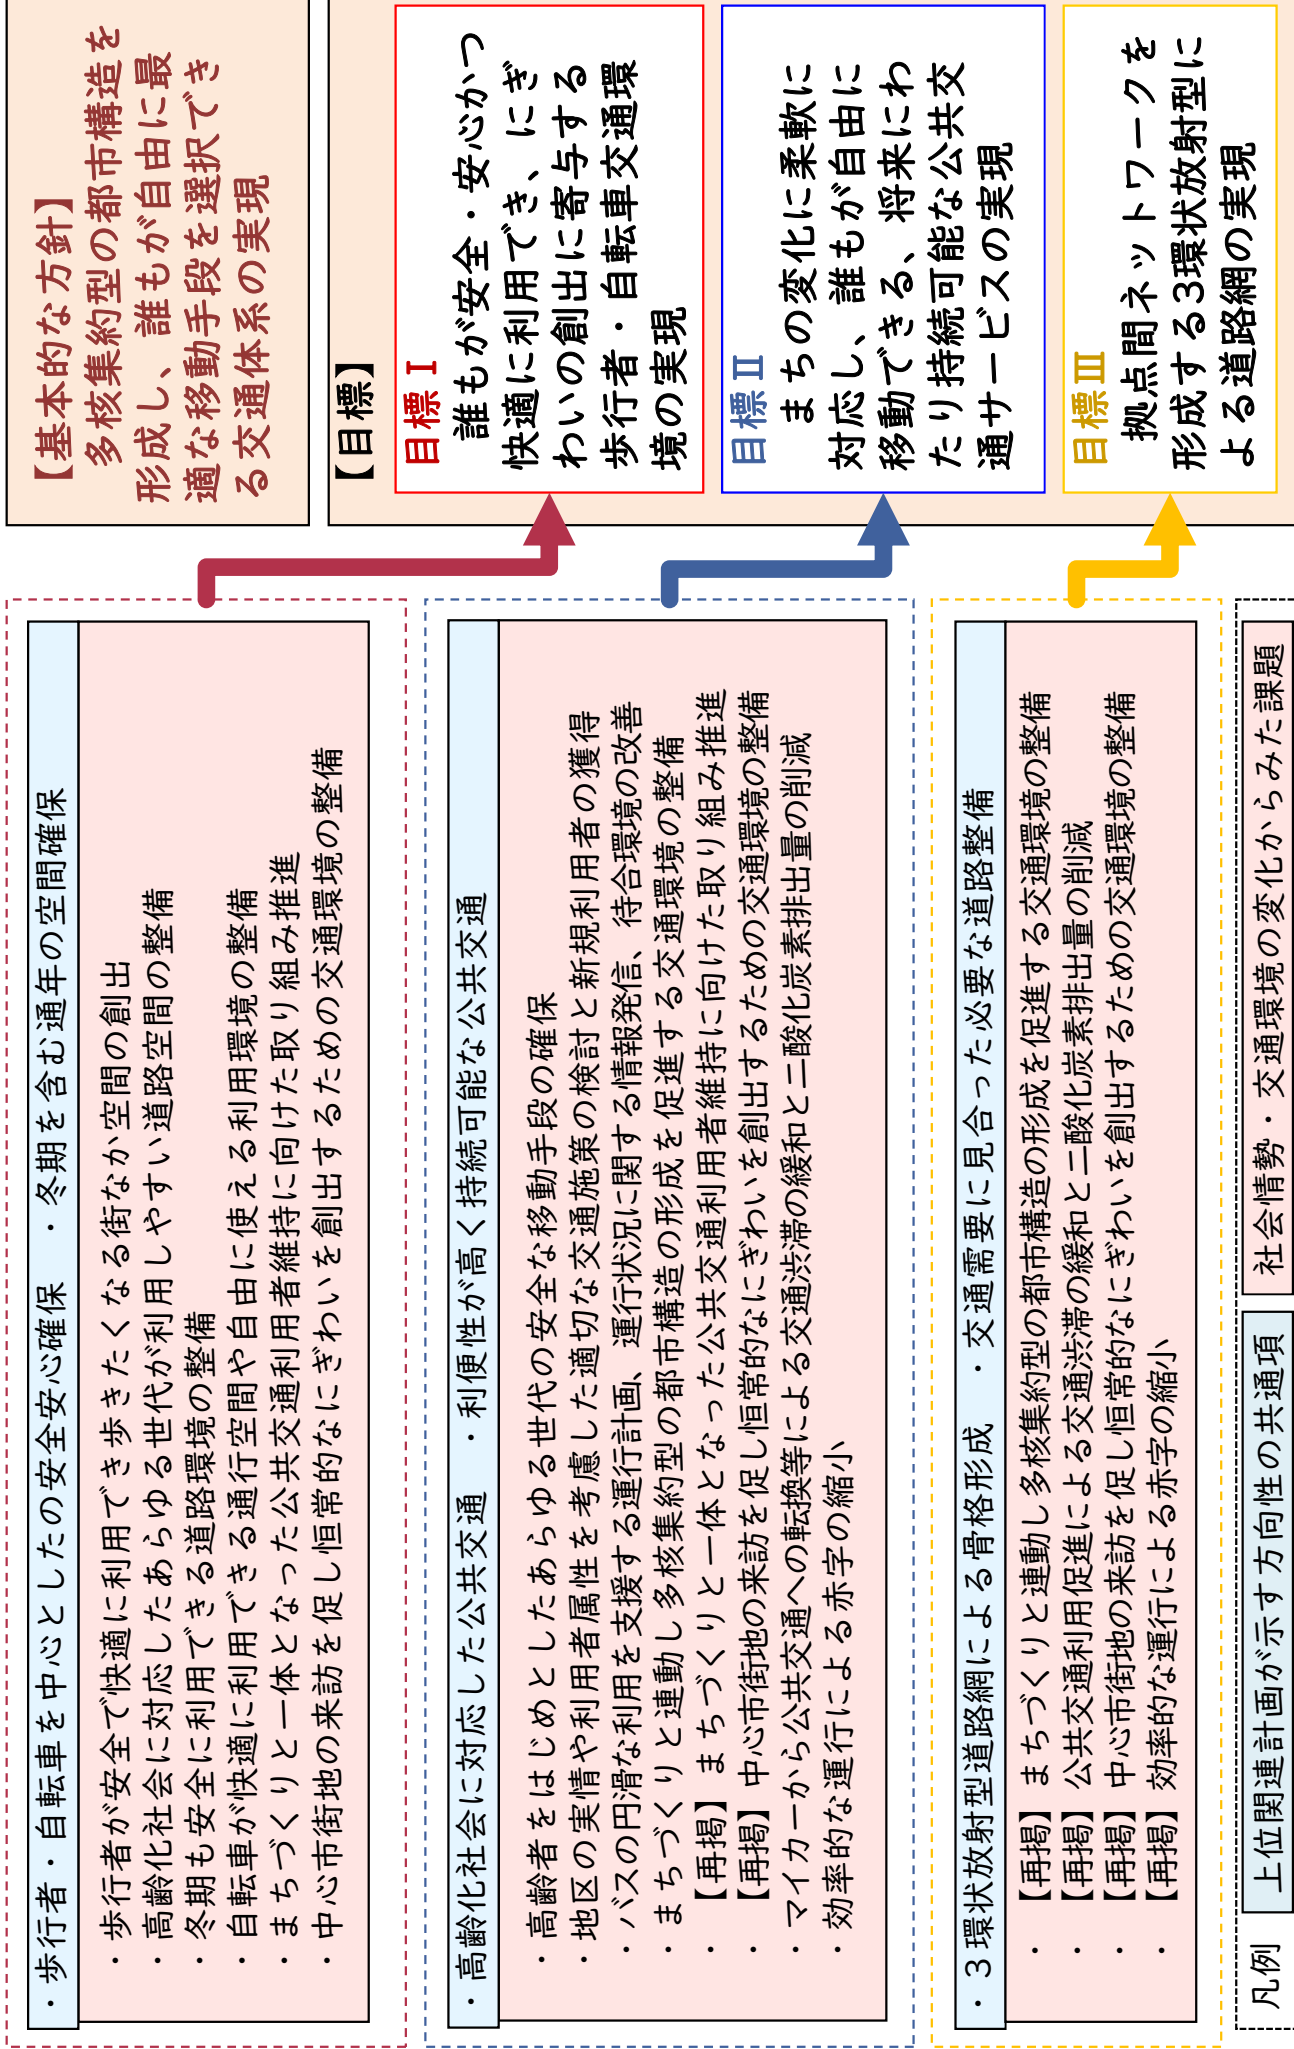 ・歩行者・自転車を中心としたの安全安心確保　・冬期を含む通年の空間確保
・歩行者が安全で快適に利用でき歩きたくなる街なか空間の創出
・高齢化社会に対応したあらゆる世代が利用しやすい道路空間の整備
・冬期も安全に利用できる道路環境の整備
・自転車が快適に利用できる通行空間や自由に使える利用環境の整備
・まちづくりと一体となった公共交通利用者維持に向けた取り組み推進
・中心市街地の来訪を促し恒常的なにぎわいを創出するための交通環境の整備
・高齢化社会に対応した公共交通　・利便性が高く持続可能な公共交通
・高齢者をはじめとしたあらゆる世代の安全な移動手段の確保
・地区の実情や利用者属性を考慮した適切な交通施策の検討と新規利用者の獲得
・バスの円滑な利用を支援する運行計画、運行状況に関する情報発信、待合環境の改善
・まちづくりと連動し多核集約型の都市構造の形成を促進する交通環境の整備
・【再掲】まちづくりと一体となった公共交通利用者維持に向けた取り組み推進
・【再掲】中心市街地の来訪を促し恒常的なにぎわいを創出するための交通環境の整備
・マイカーから公共交通への転換等による交通渋滞の緩和と二酸化炭素排出量の削減
・効率的な運行による赤字の縮小
・３環状放射型道路網による骨格形成　・交通需要に見合った必要な道路整備
・【再掲】まちづくりと連動し多核集約型の都市構造の形成を促進する交通環境の整備
・【再掲】公共交通利用促進による交通渋滞の緩和と二酸化炭素排出量の削減
・【再掲】中心市街地の来訪を促し恒常的なにぎわいを創出するための交通環境の整備
・【再掲】効率的な運行による赤字の縮小
凡例　上位関連計画が示す方向性の共通項　社会情勢・交通環境の変化からみた課題
【基本的な方針】
多核集約型の都市構造を
形成し、誰もが自由に最
適な移動手段を選択でき
る交通体系の実現
【目標】
目標Ⅰ
誰もが安全・安心かつ
快適に利用でき、にぎ
わいの創出に寄与する
歩行者・自転車交通環
境の実現
目標Ⅱ
まちの変化に柔軟に
対応し、誰もが自由に
移動できる、将来にわ
たり持続可能な公共交
通サービスの実現
目標Ⅲ
拠点間ネットワークを
形成する3環状放射型に
よる道路網の実現